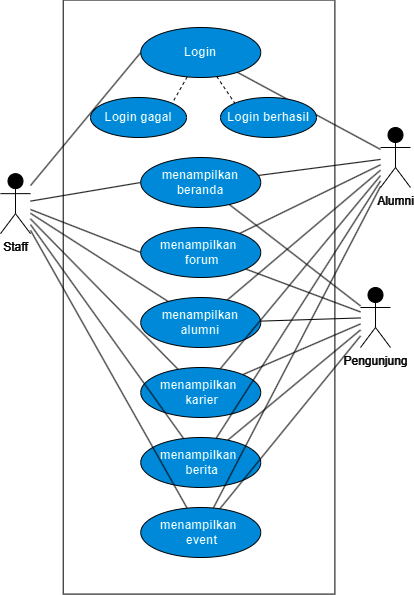 Login
Login gagal
Login berhasil
menampilkan
beranda
Alumni
Staff
menampilkan
forum
menampilkan
alumni
Pengunjung
menampilkan
karier
menampilkan
berita
menampilkan
event